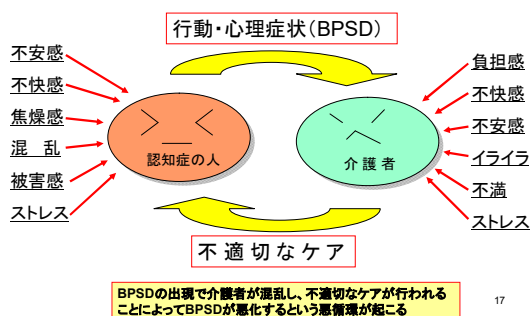 行動・心理症状(BPSD)
不安感
不快感
焦燥感
混 乱
被害感
ストレス
認知症の人
介 護 者
負担感
不快感
不安感
イライラ
不満
ストレス
不 適 切 な ケ ア
BPSDの出現で介護者が混乱し、不適切なケアが行われる
ことによってBPSDが悪化するという悪循環が起こる
17